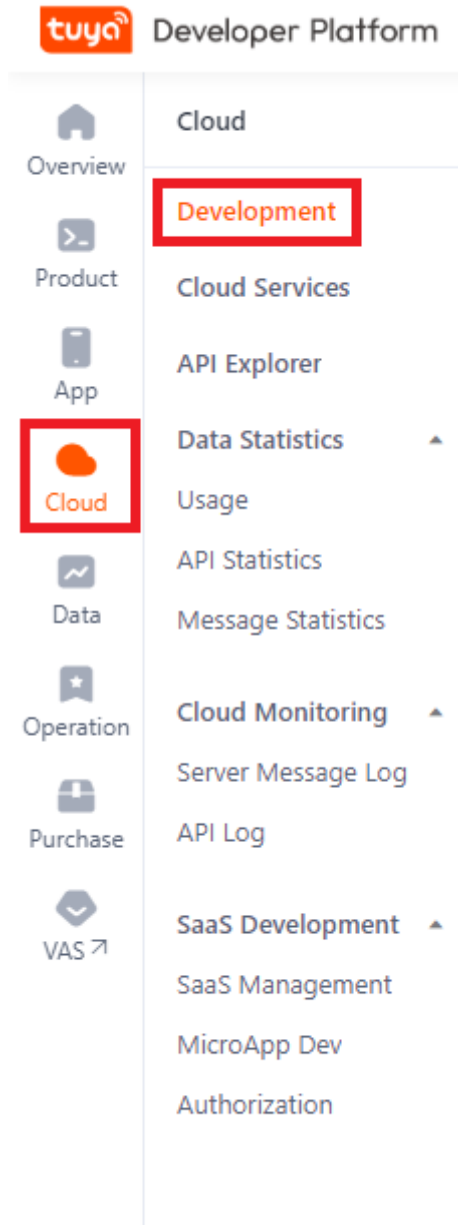 tuya Developer Platform
Overview
Product
App
Cloud
Data
Operation
Purchase
VAS
Cloud
Development
Cloud Services
API Explorer
Data Statistics
Usage
API Statistics
Message Statistics
Cloud Monitoring
Server Message Log
API Log
SaaS Development
SaaS Management
MicroApp Dev
Authorization